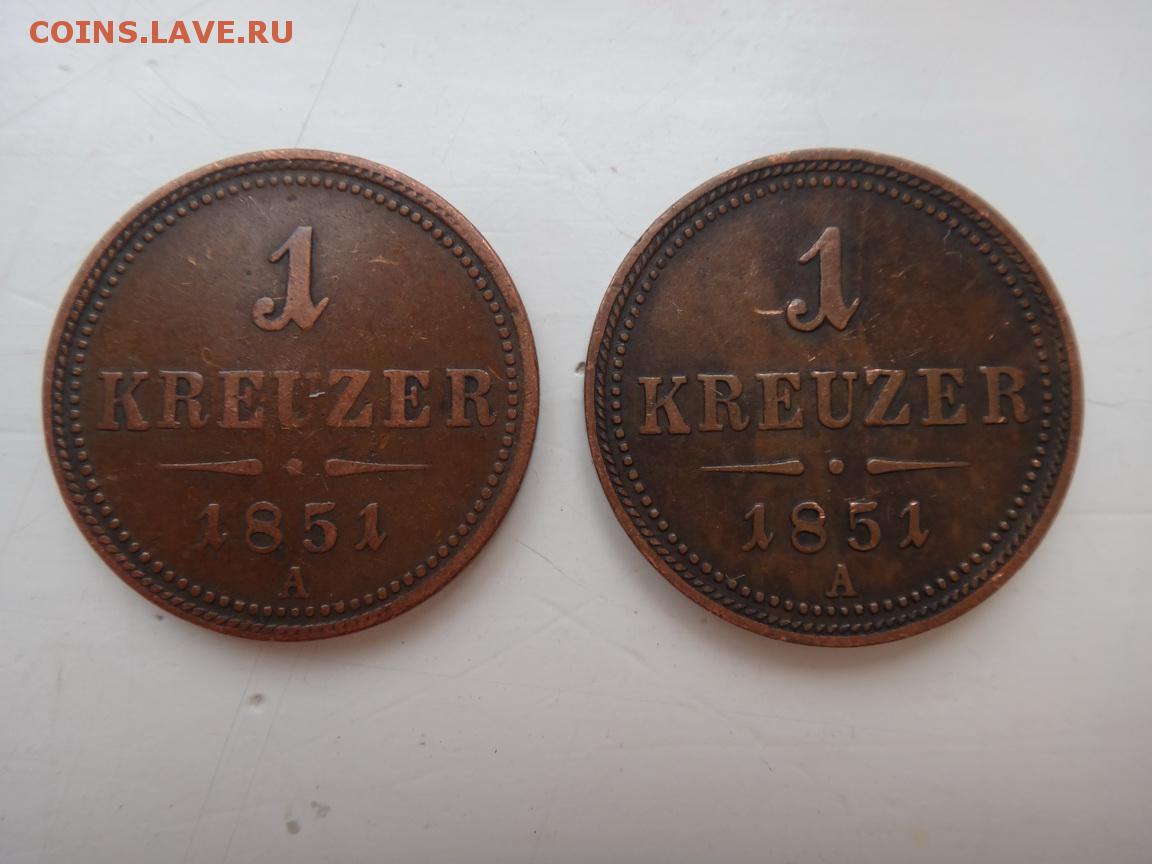 COINS.LAVE.RU
1
KREUZER
1851
A
1
KREUZER
1851
A